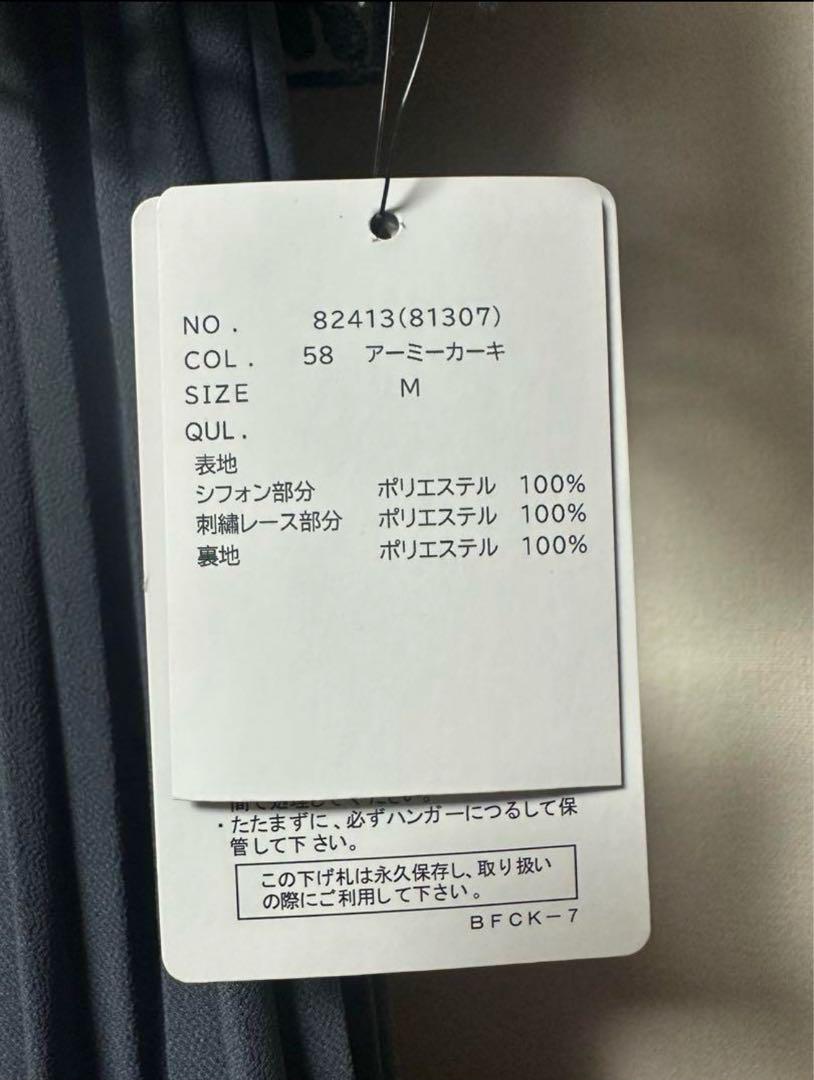 NO. 82413(81307)
COL. 58 アーミーカーキ
SIZE M
QUL.
表地
シフォン部分 ポリエステル 100%
刺繡レース部分 ポリエステル 100%
裏地 ポリエステル 100%
・たたまずに、必ずハンガーにつるして保
管して下さい。
この下げ札は永久保存し、取り扱い
の際にご利用して下さい。
BFCK-7